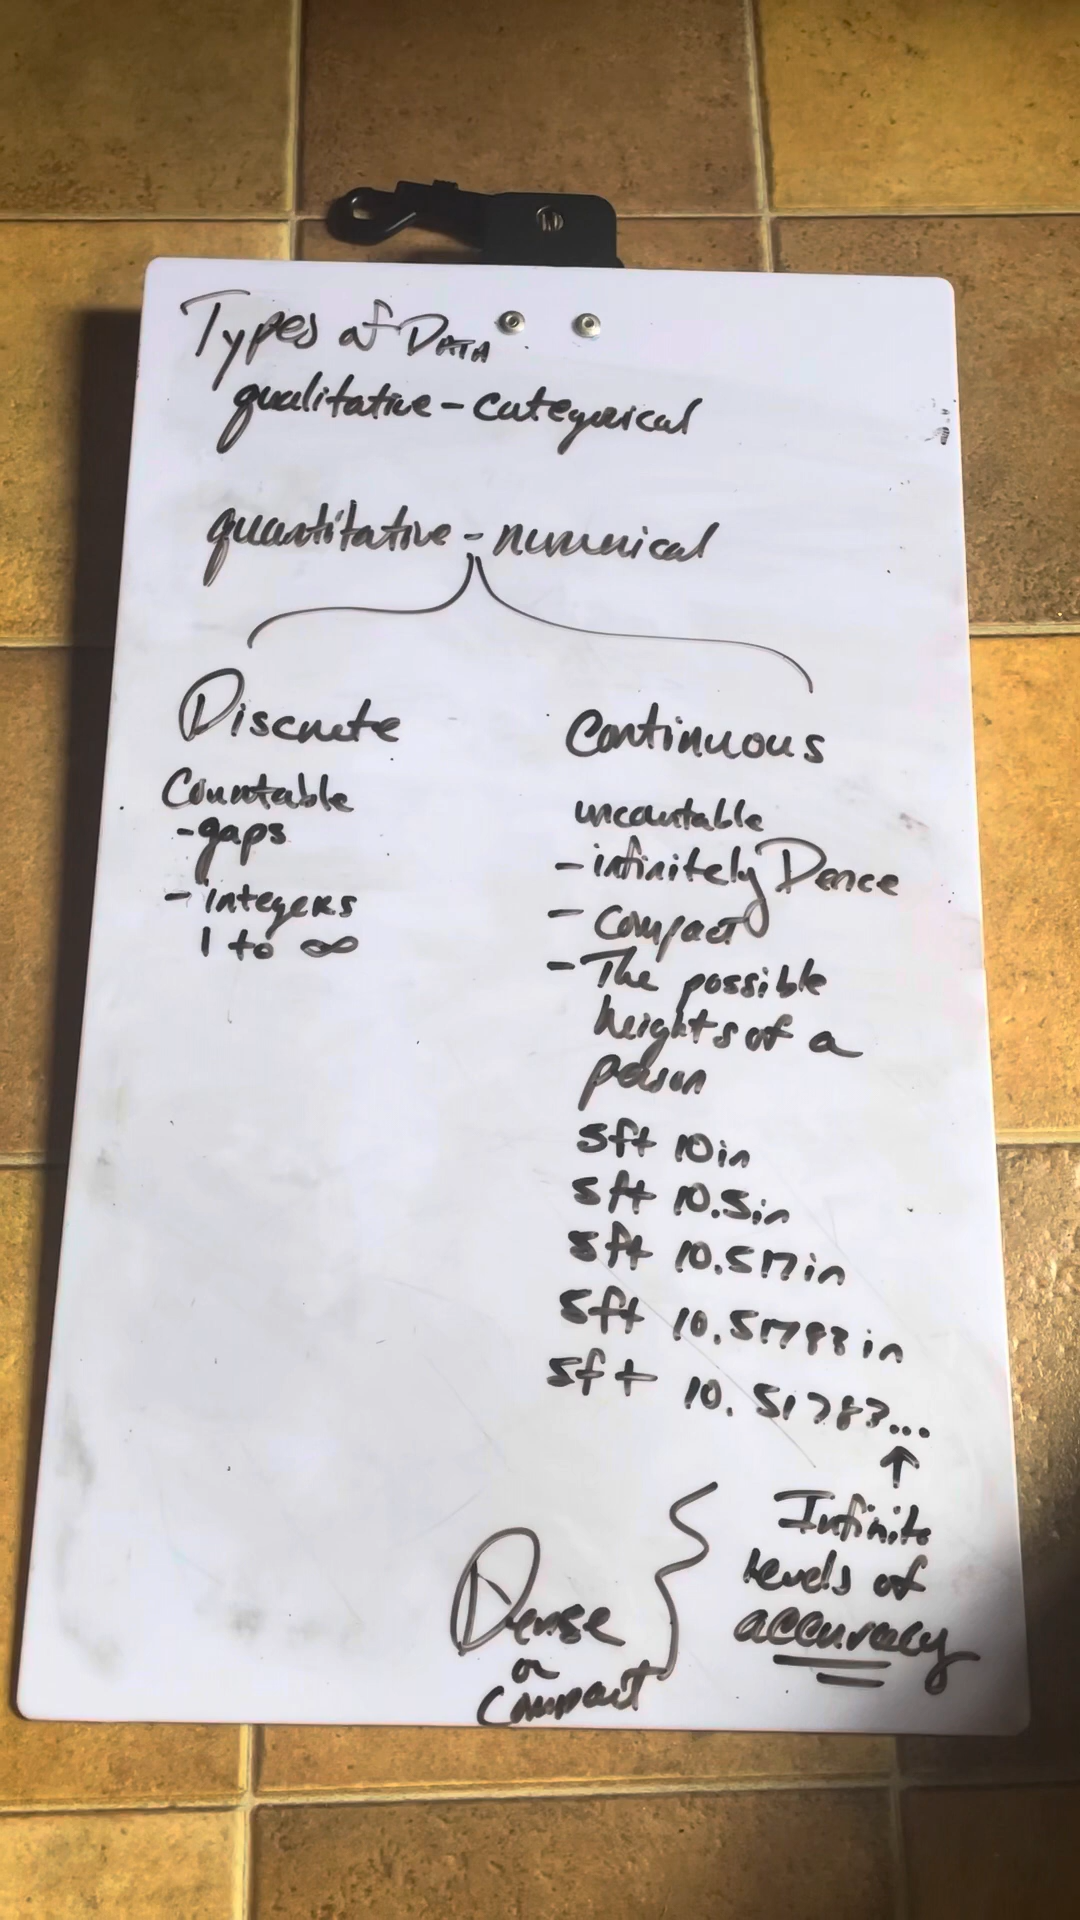 Types of DATA
qualitative - categorical
quantitative - numerical
Discrete
Countable
- gaps
- integers
1 to ∞
Continuous
uncountable
- infinitely Dence
- compact
- The possible
heights of a
person
5ft 10in
5ft 10.5in
5ft 10.517in
5ft 10.51783in
5ft 10.51783...
↑
Infinite
levels of
accuracy
Dense
or
Compact